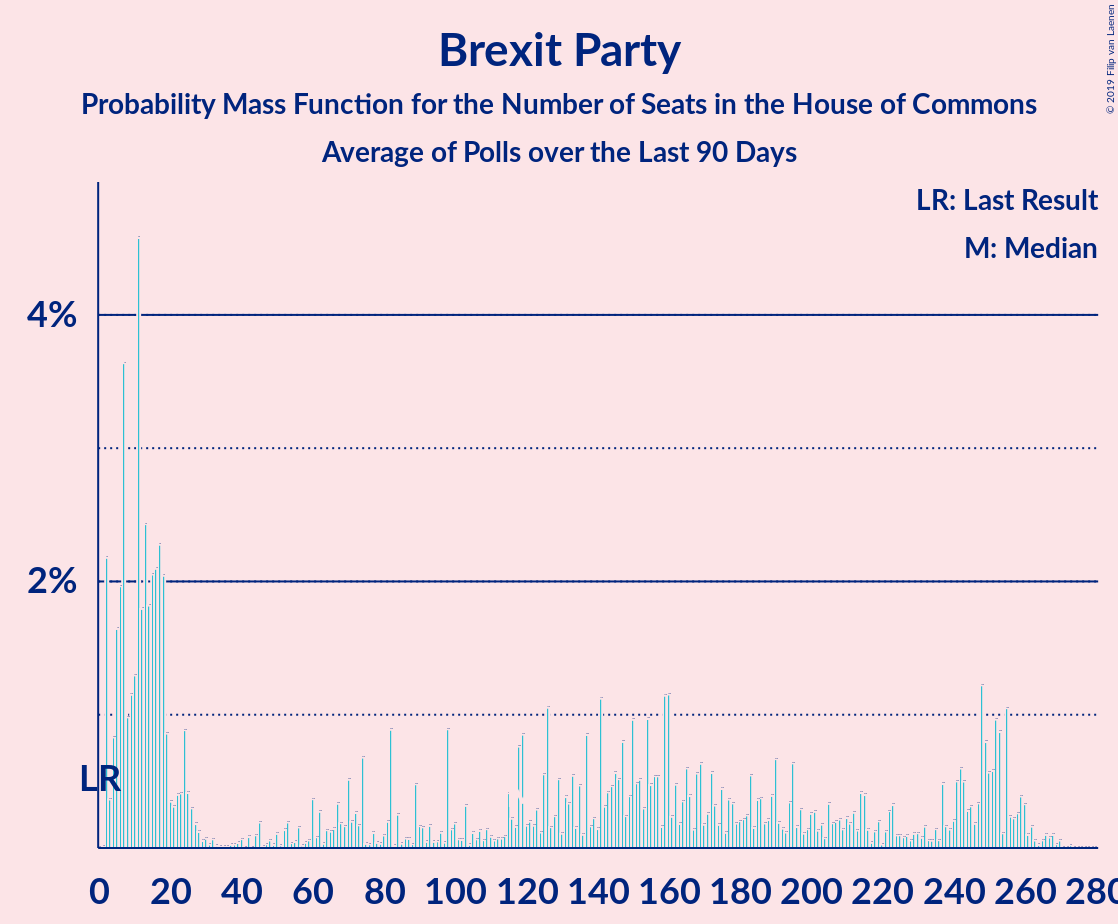 Brexit Party
Probability Mass Function for the Number of Seats in the House of Commons
Average of Polls over the Last 90 Days
© 2019 Filip van Laenen
LR: Last Result
M: Median
4%
2%
LR
0 20 40 60 80 100 120 140 160 180 200 220 240 260 280